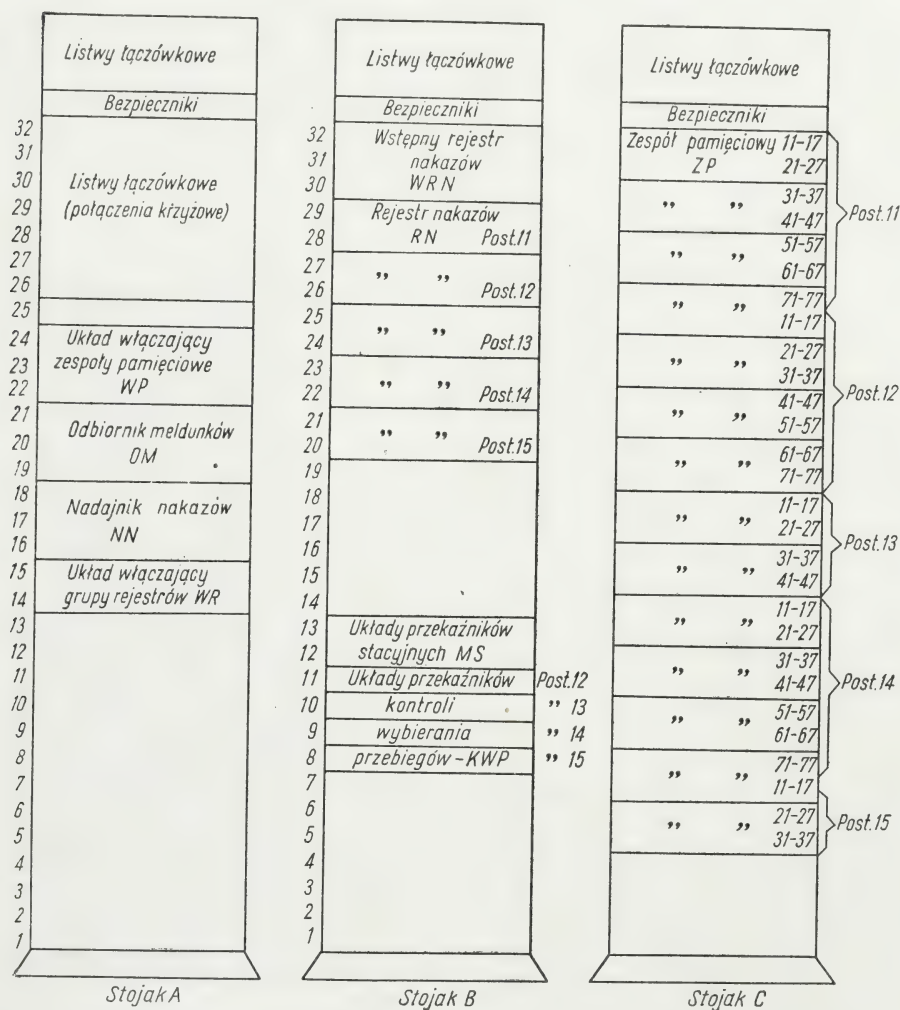 Listwy łączówkowe
Bezpieczniki
32
31
30
29
28
27
26
Listwy łączówkowe
(połączenia krzyżowe)
25
24
23
22
Układ włączający
zespoły pamięciowe
WP
21
20
19
Odbiornik meldunków
OM
18
17
16
Nadajnik nakazów
NN
15
14
Układ włączający
grupy rejestrów WR
13
12
11
10
9
8
7
6
5
4
3
2
1
Stojak A
Listwy łączówkowe
Bezpieczniki
32
31
30
Wstępny rejestr
nakazów
WRN
29
28
Rejestr nakazów
RN Post.11
27
26
„ „ Post.12
25
24
„ „ Post.13
23
22
„ „ Post.14
21
20
„ „ Post.15
19
18
17
16
15
14
13
12
Układy przekaźników
stacyjnych MS
11 Układy przekaźników Post.12
10 kontroli „ 13
9 wybierania „ 14
8 przebiegów-KWP „ 15
7
6
5
4
3
2
1
Stojak B
Listwy łączówkowe
Bezpieczniki
Zespół pamięciowy 11-17
ZP 21-27
„ „ 31-37
41-47
Post.11
„ „ 51-57
61-67
„ „ 71-77
11-17
„ „ 21-27
31-37
Post.12
„ „ 41-47
51-57
„ „ 61-67
71-77
„ „ 11-17
21-27
Post.13
„ „ 31-37
41-47
„ „ 11-17
21-27
„ „ 31-37
41-47
Post.14
„ „ 51-57
61-67
„ „ 71-77
11-17
„ „ 21-27
31-37
Post.15
Stojak C